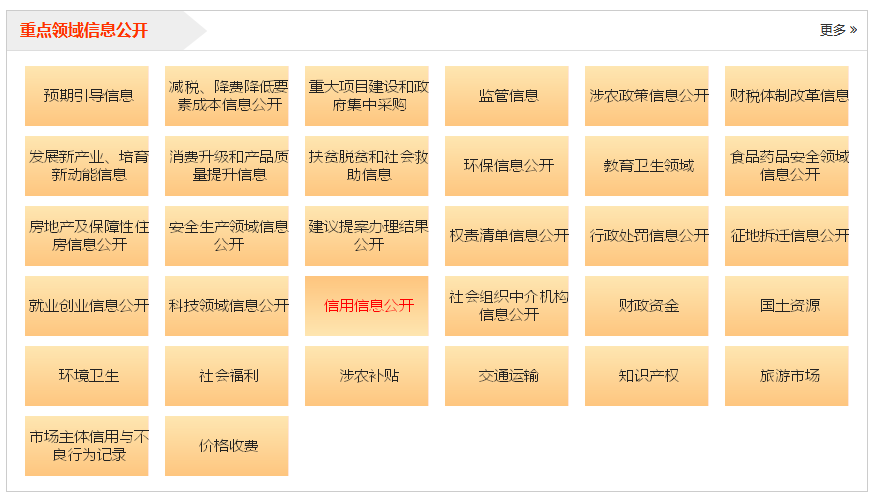 重点领域信息公开
更多 »
预期引导信息
减税、降费降低要
素成本信息公开
重大项目建设和政
府集中采购
监管信息
涉农政策信息公开
财税体制改革信息
发展新产业、培育
新动能信息
消费升级和产品质
量提升信息
扶贫脱贫和社会救
助信息
环保信息公开
教育卫生领域
食品药品安全领域
信息公开
房地产及保障性住
房信息公开
安全生产领域信息
公开
建议提案办理结果
公开
权责清单信息公开
行政处罚信息公开
征地拆迁信息公开
就业创业信息公开
科技领域信息公开
信用信息公开
社会组织中介机构
信息公开
财政资金
国土资源
环境卫生
社会福利
涉农补贴
交通运输
知识产权
旅游市场
市场主体信用与不
良行为记录
价格收费